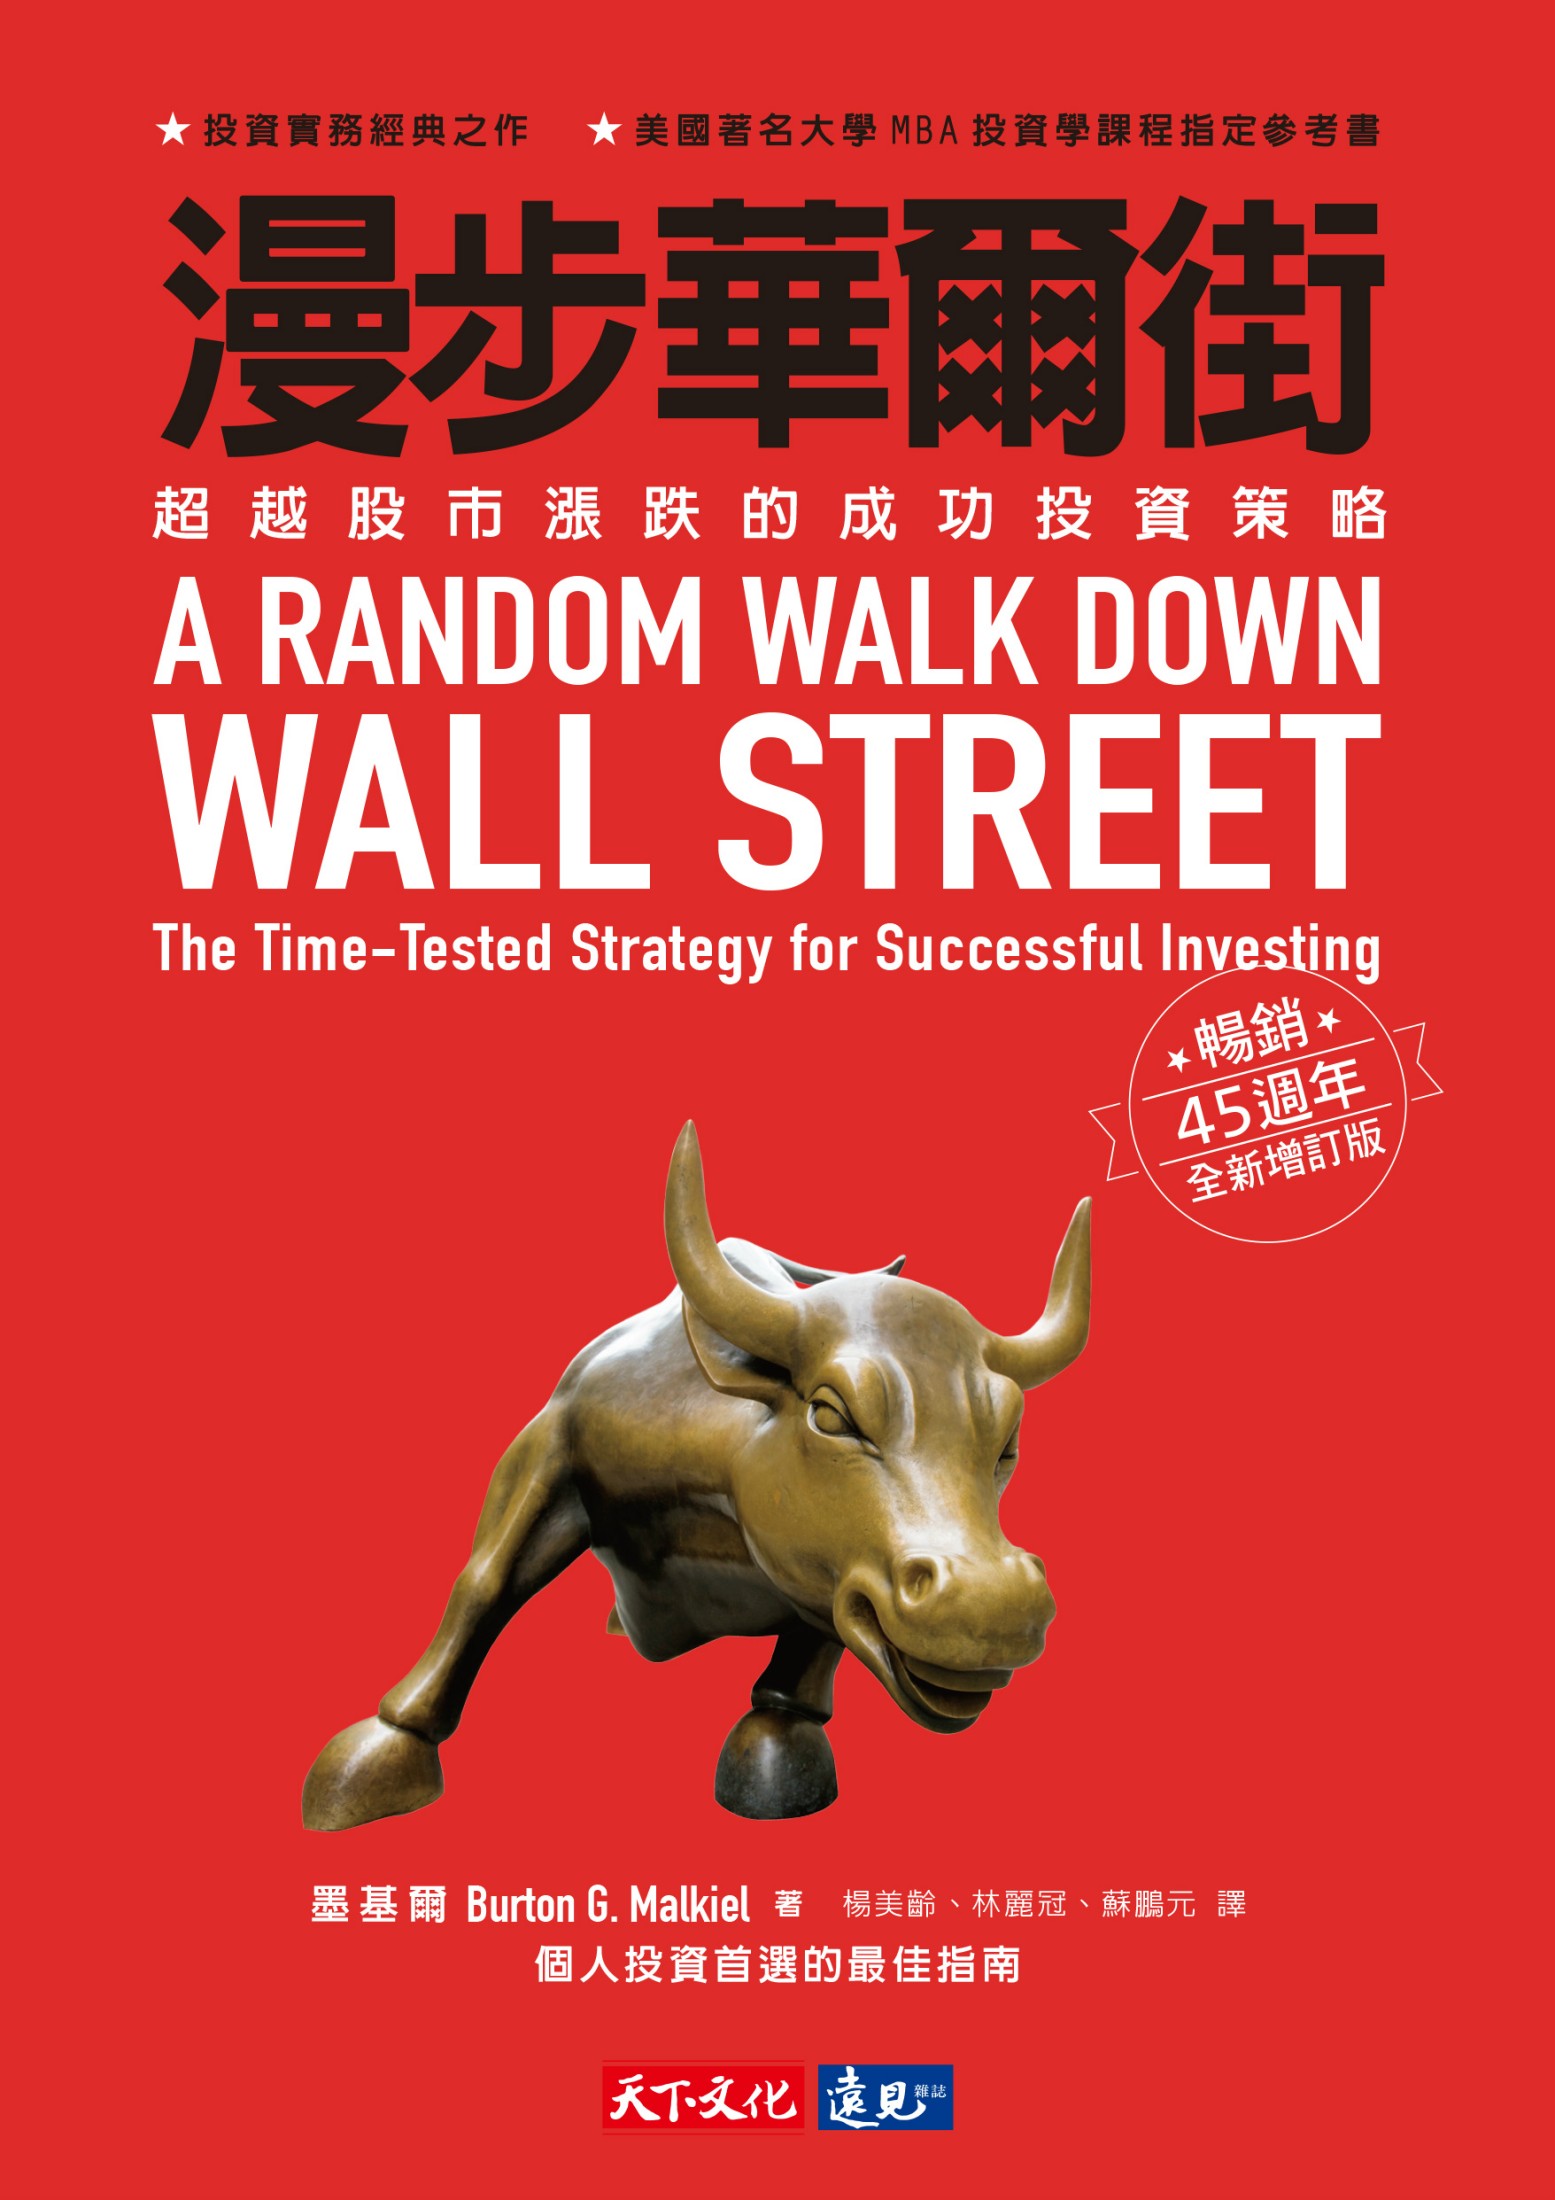 ★投資實務經典之作 ★美國著名大學MBA投資學課程指定參考書
漫步華爾街
超越股市漲跌的成功投資策略
A RANDOM WALK DOWN
WALL STREET
The Time-Tested Strategy for Successful Investing
★暢銷★
45週年
全新增訂版
墨基爾 Burton G. Malkiel 著 楊美齡、林麗冠、蘇鵬元 譯
個人投資首選的最佳指南
天下文化 遠見雜誌